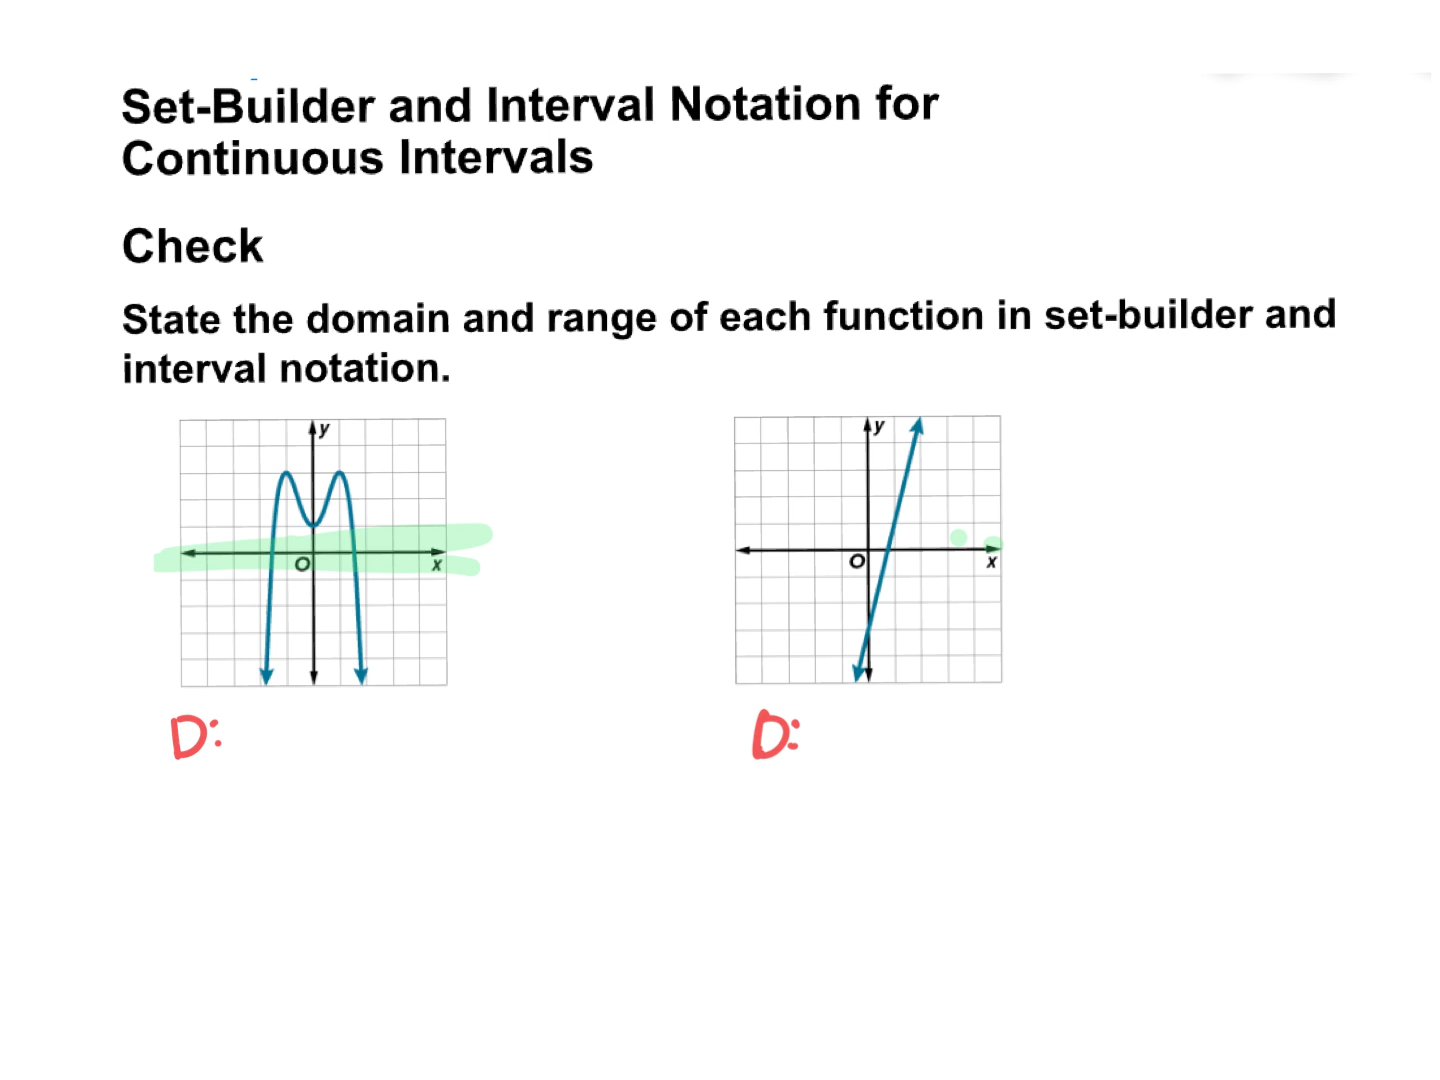 Set-Builder and Interval Notation for
Continuous Intervals
Check
State the domain and range of each function in set-builder and
interval notation.
y
O
x
y
O
x
D:
D: